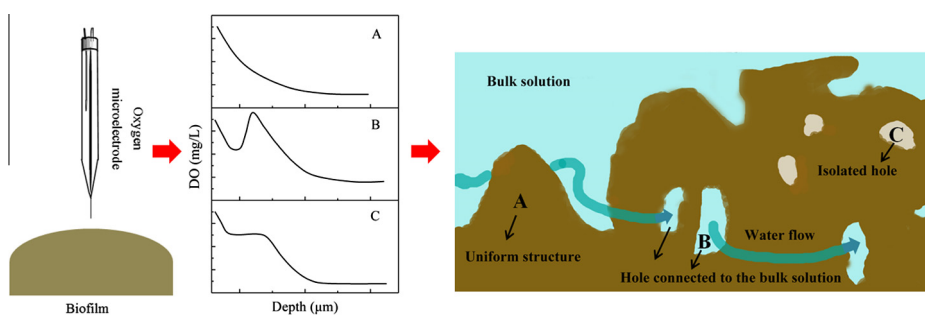 Oxygen
microelectrode
Biofilm
DO (mg/L)
A
B
C
Depth (μm)
Bulk solution
A
Uniform structure
B
Hole connected to the bulk solution
Water flow
C
Isolated hole